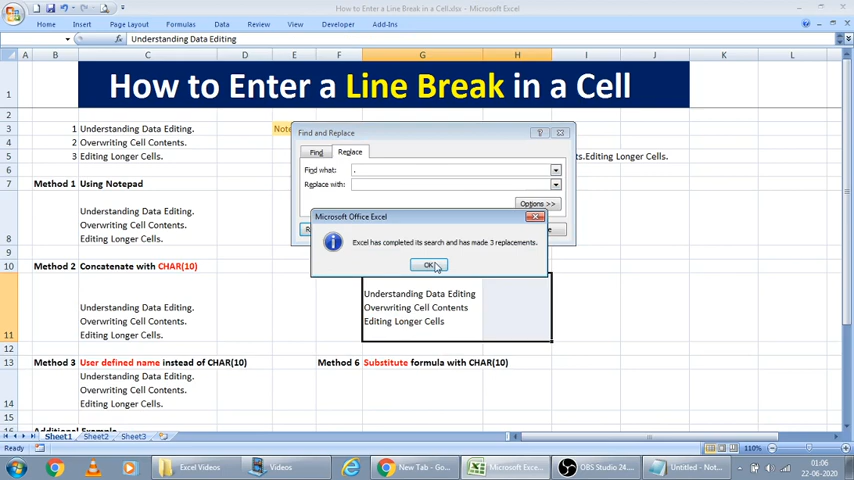 How to Enter a Line Break in a Cell.xlsx - Microsoft Excel
Home Insert Page Layout Formulas Data Review View Developer Add-Ins
fx Understanding Data Editing
A B C D E F G H I J K L
1 How to Enter a Line Break in a Cell
2
3 1 Understanding Data Editing. Note
4 2 Overwriting Cell Contents.
5 3 Editing Longer Cells. ts.Editing Longer Cells.
6
7 Method 1 Using Notepad
Understanding Data Editing.
Overwriting Cell Contents.
8 Editing Longer Cells.
9
10 Method 2 Concatenate with CHAR(10)
Understanding Data Editing.
Overwriting Cell Contents.
11 Editing Longer Cells.
Understanding Data Editing
Overwriting Cell Contents
Editing Longer Cells
12
13 Method 3 User defined name instead of CHAR(10) Method 6 Substitute formula with CHAR(10)
Understanding Data Editing.
Overwriting Cell Contents.
14 Editing Longer Cells.
15
16 Additional Example
Find and Replace
Find Replace
Find what: .
Replace with:
Options >>
Microsoft Office Excel
Excel has completed its search and has made 3 replacements.
OK
Sheet1 Sheet2 Sheet3
Ready 110%
Excel Videos Videos New Tab - Go... Microsoft Exce... OBS Studio 24.... Untitled - Not...
01:06
22-06-2020